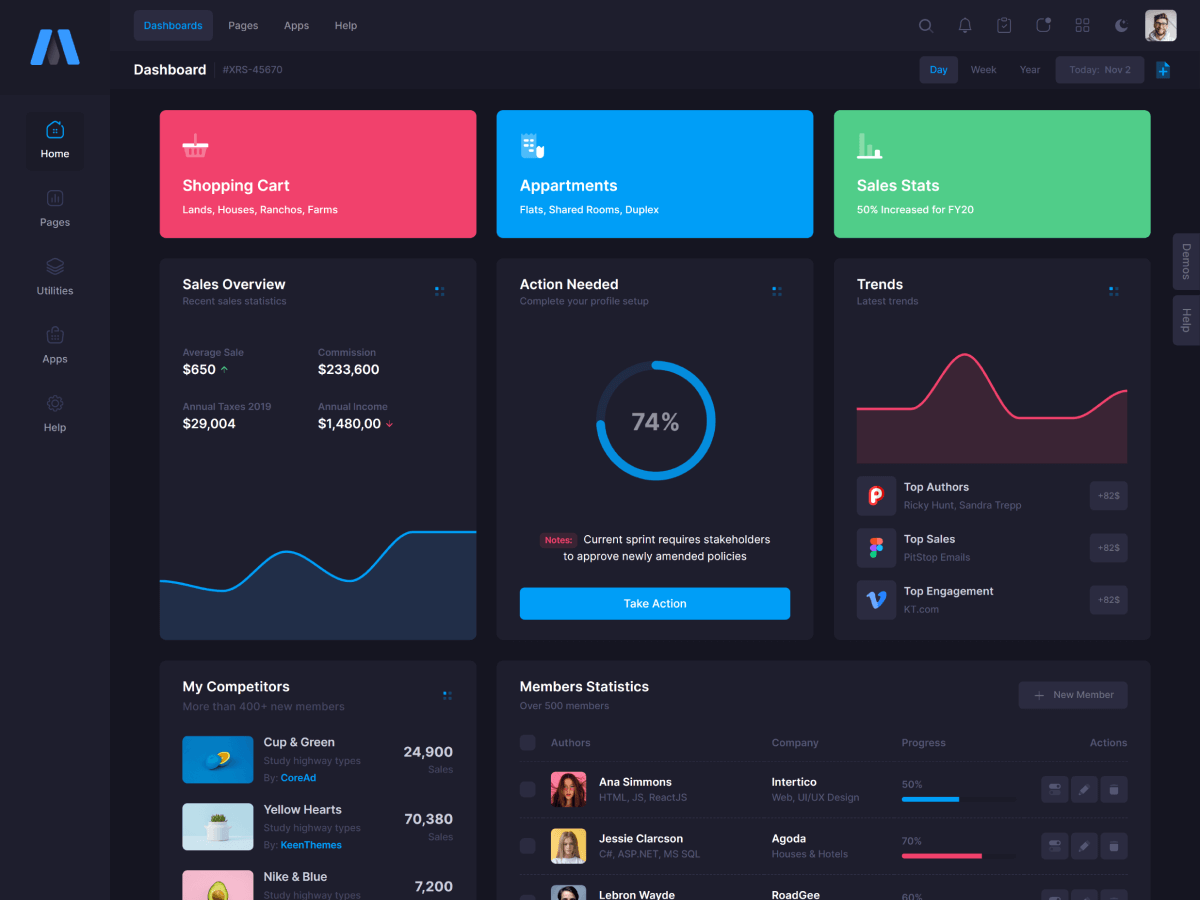 Dashboards Pages Apps Help
Dashboard #XRS-45670
Day Week Year Today: Nov 2
Home
Pages
Utilities
Apps
Help
Shopping Cart
Lands, Houses, Ranchos, Farms
Appartments
Flats, Shared Rooms, Duplex
Sales Stats
50% Increased for FY20
Demos
Help
Sales Overview
Recent sales statistics
Average Sale
$650
Commission
$233,600
Annual Taxes 2019
$29,004
Annual Income
$1,480,00
Action Needed
Complete your profile setup
74%
Notes: Current sprint requires stakeholders
to approve newly amended policies
Take Action
Trends
Latest trends
Top Authors
Ricky Hunt, Sandra Trepp
+82$
Top Sales
PitStop Emails
+82$
Top Engagement
KT.com
+82$
My Competitors
More than 400+ new members
Cup & Green
Study highway types
By: CoreAd
24,900
Sales
Yellow Hearts
Study highway types
By: KeenThemes
70,380
Sales
Nike & Blue
Study highway types
7,200
Sales
Members Statistics
Over 500 members
New Member
Authors Company Progress Actions
Ana Simmons
HTML, JS, ReactJS
Intertico
Web, UI/UX Design
50%
Jessie Clarcson
C#, ASP.NET, MS SQL
Agoda
Houses & Hotels
70%
Lebron Wayde
RoadGee
60%